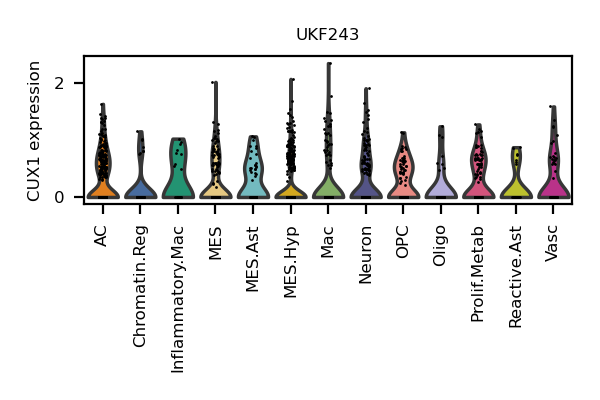 UKF243
CUX1 expression
2
0
AC
Chromatin.Reg
Inflammatory.Mac
MES
MES.Ast
MES.Hyp
Mac
Neuron
OPC
Oligo
Prolif.Metab
Reactive.Ast
Vasc